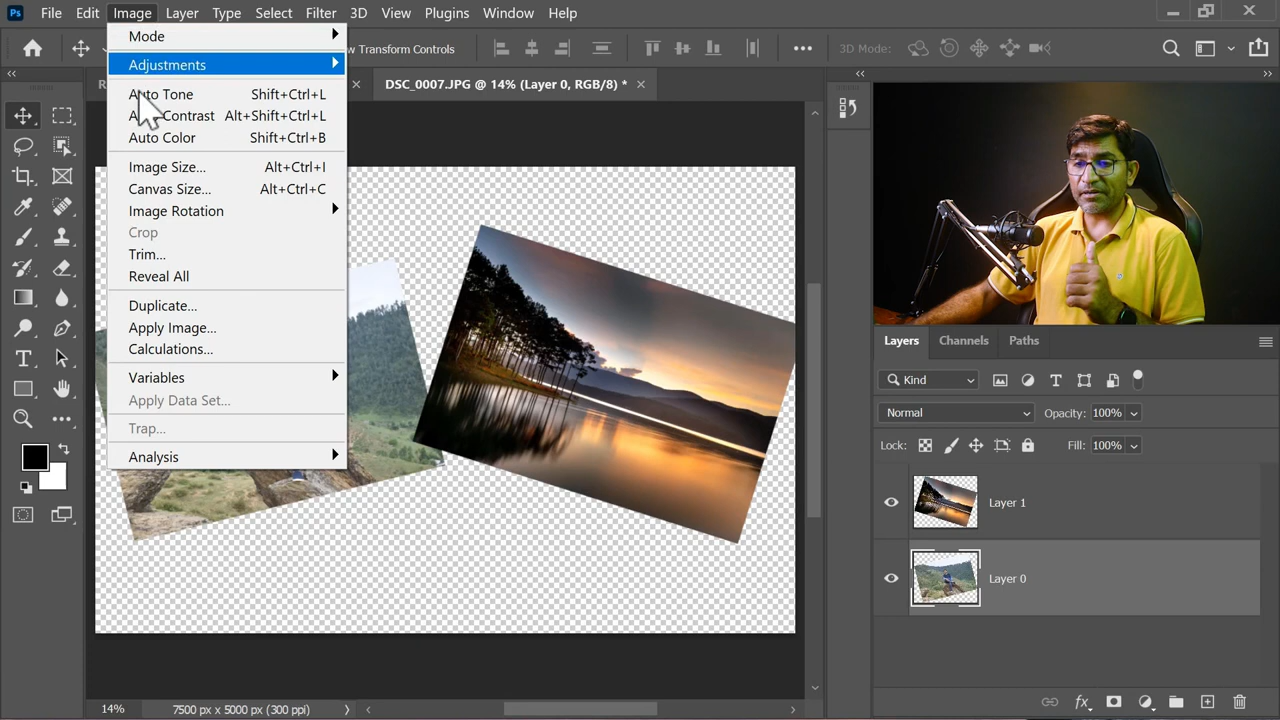 Ps File Edit Image Layer Type Select Filter 3D View Plugins Window Help
w Transform Controls 3D Mode:
DSC_0007.JPG @ 14% (Layer 0, RGB/8) *
Mode
Adjustments
Auto Tone Shift+Ctrl+L
Contrast Alt+Shift+Ctrl+L
Auto Color Shift+Ctrl+B
Image Size... Alt+Ctrl+I
Canvas Size... Alt+Ctrl+C
Image Rotation
Crop
Trim...
Reveal All
Duplicate...
Apply Image...
Calculations...
Variables
Apply Data Set...
Trap...
Analysis
Layers Channels Paths
Kind
Normal Opacity: 100%
Lock: Fill: 100%
Layer 1
Layer 0
14% 7500 px x 5000 px (300 ppi)